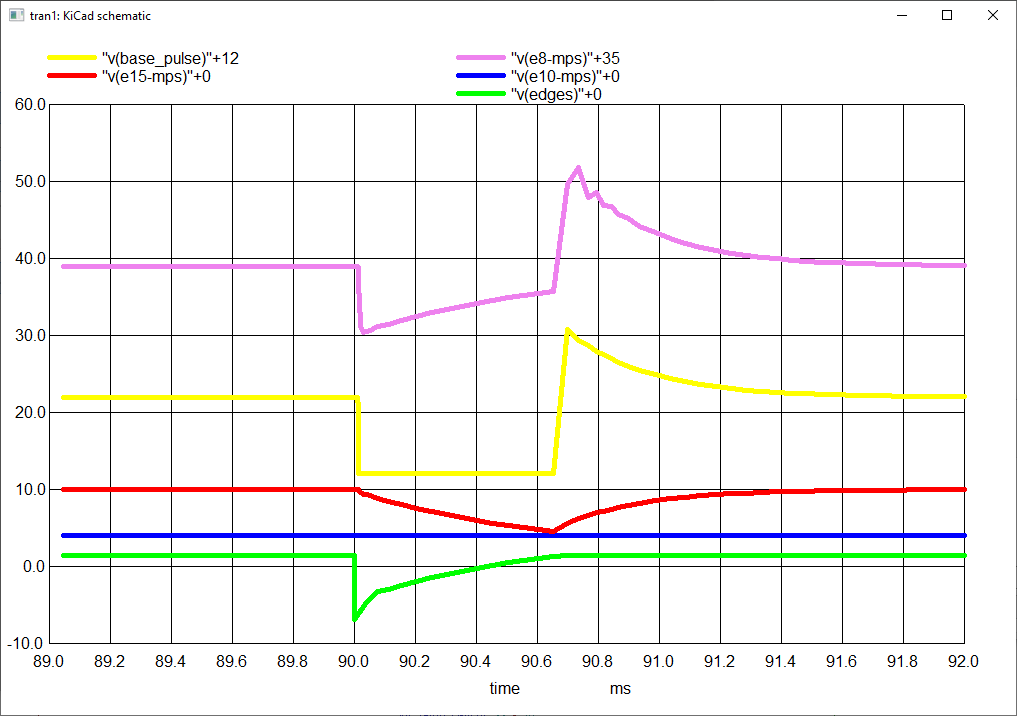 tran1: KiCad schematic
"v(base_pulse)"+12 "v(e8-mps)"+35
"v(e15-mps)"+0 "v(e10-mps)"+0
"v(edges)"+0
60.0
50.0
40.0
30.0
20.0
10.0
0.0
-10.0
89.0 89.2 89.4 89.6 89.8 90.0 90.2 90.4 90.6 90.8 91.0 91.2 91.4 91.6 91.8 92.0
time ms